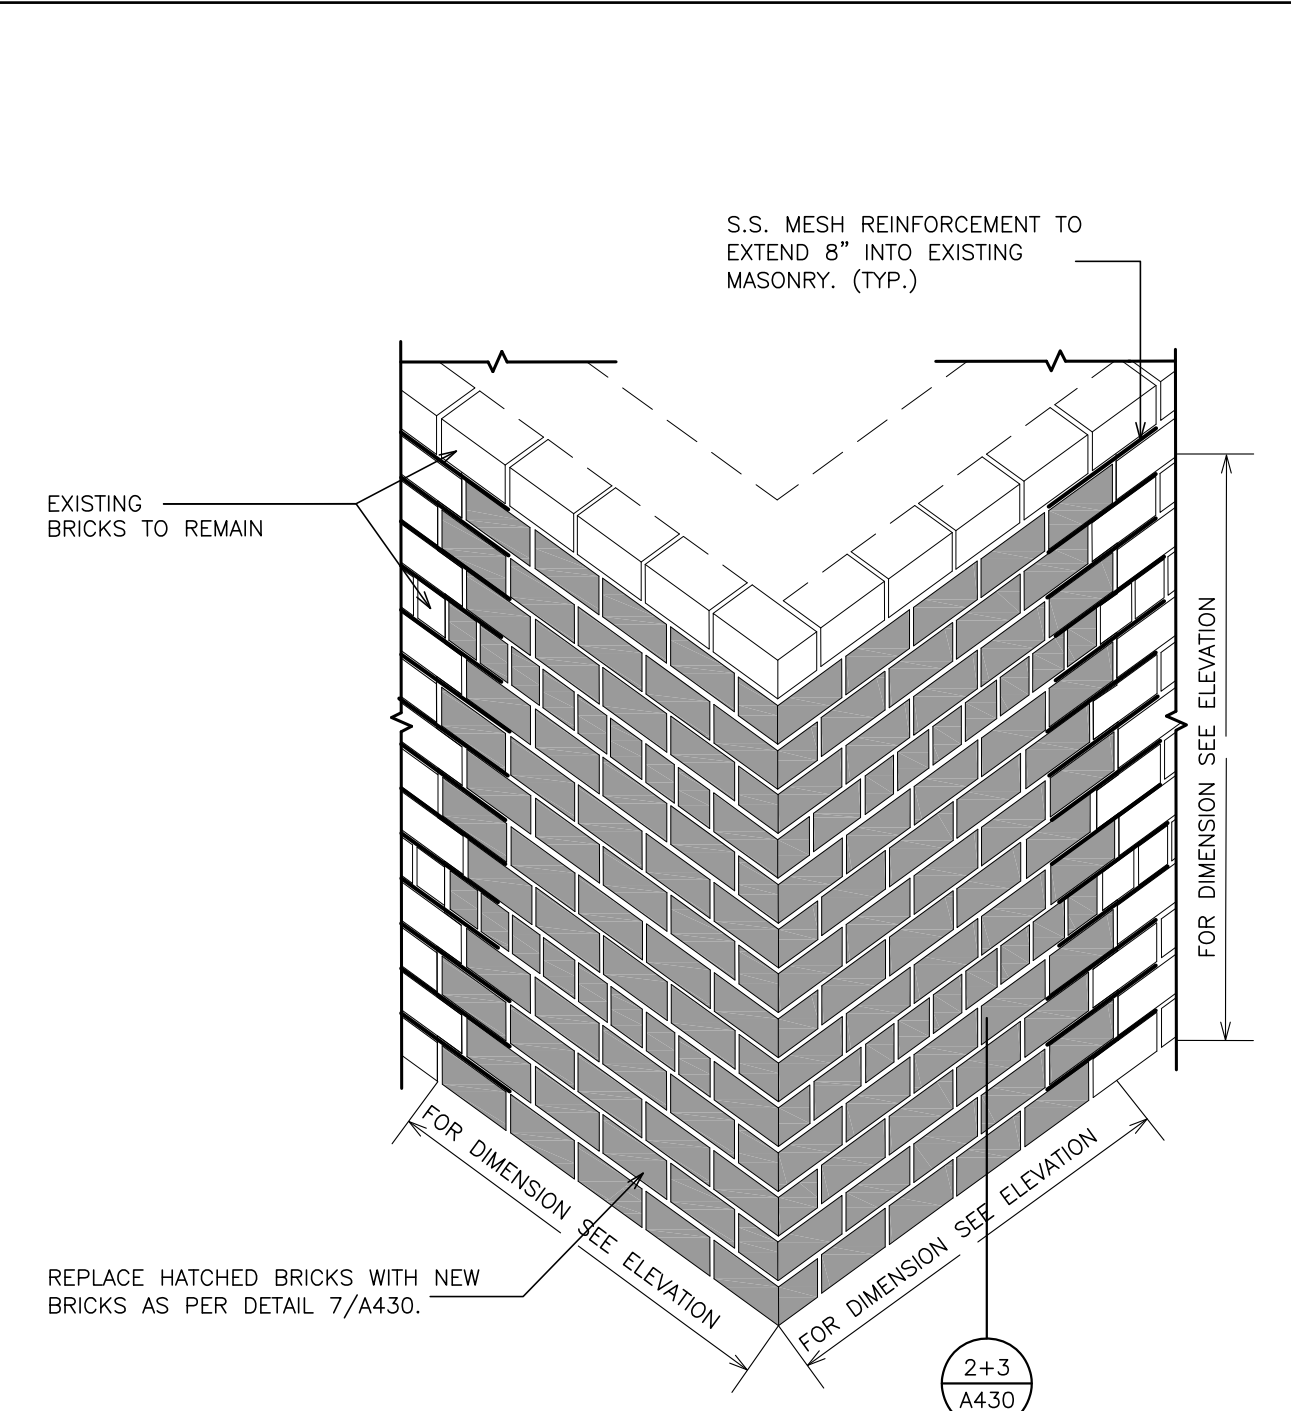 S.S. MESH REINFORCEMENT TO
EXTEND 8” INTO EXISTING
MASONRY. (TYP.)
EXISTING
BRICKS TO REMAIN
FOR DIMENSION SEE ELEVATION
FOR DIMENSION SEE ELEVATION
FOR DIMENSION SEE ELEVATION
REPLACE HATCHED BRICKS WITH NEW
BRICKS AS PER DETAIL 7/A430.
2+3
A430